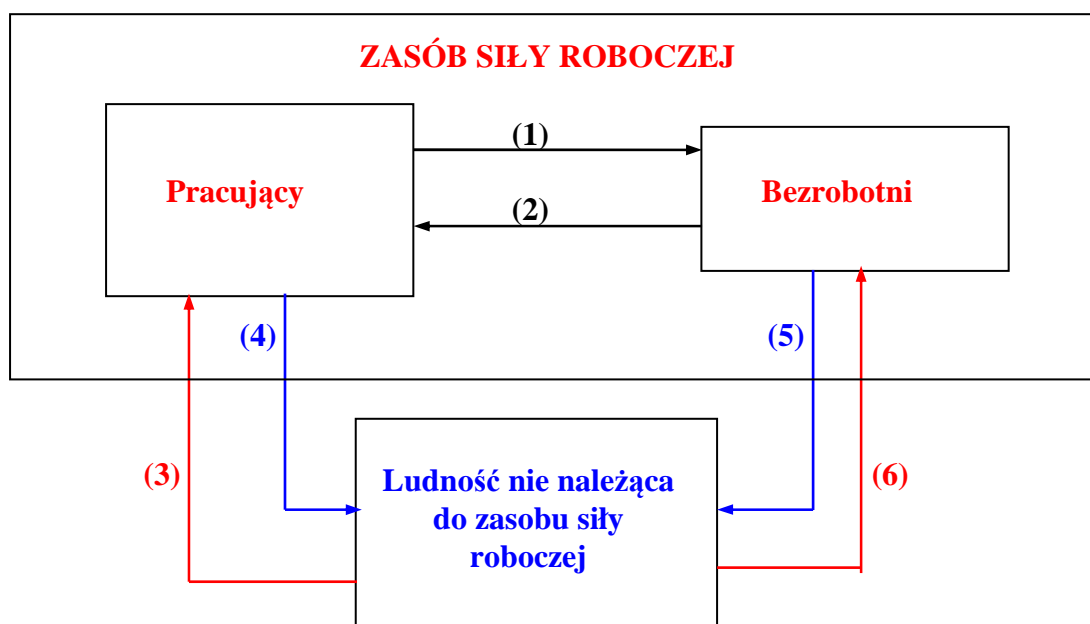 ZASÓB SIŁY ROBOCZEJ
(1)
Pracujący
Bezrobotni
(2)
(4)
(5)
(3)
Ludność nie należąca
do zasobu siły
roboczej
(6)